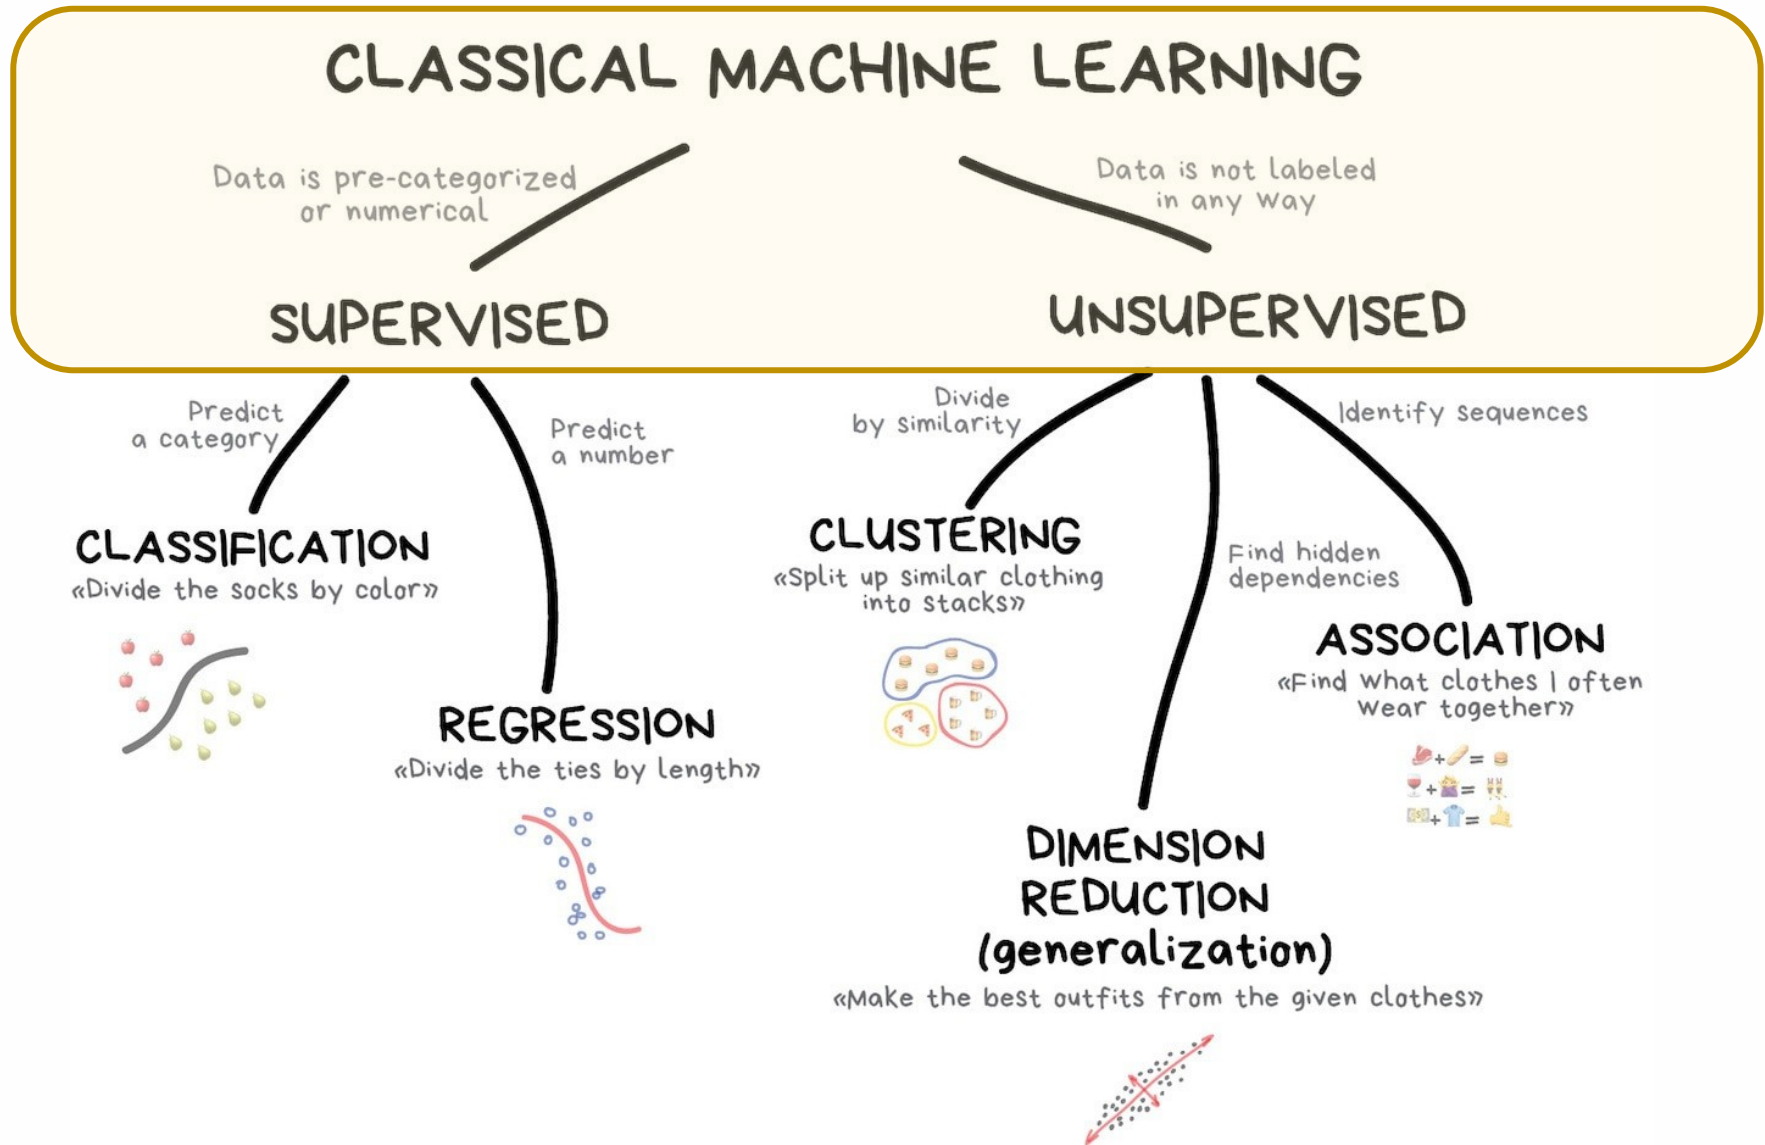 CLASSICAL MACHINE LEARNING
Data is pre-categorized
or numerical
Data is not labeled
in any way
SUPERVISED
UNSUPERVISED
Predict
a category
Predict
a number
Divide
by similarity
Identify sequences
CLASSIFICATION
«Divide the socks by color»
CLUSTERING
«Split up similar clothing
into stacks»
Find hidden
dependencies
ASSOCIATION
«Find what clothes I often
wear together»
REGRESSION
«Divide the ties by length»
+ =
+ =
+ =
DIMENSION
REDUCTION
(generalization)
«Make the best outfits from the given clothes»